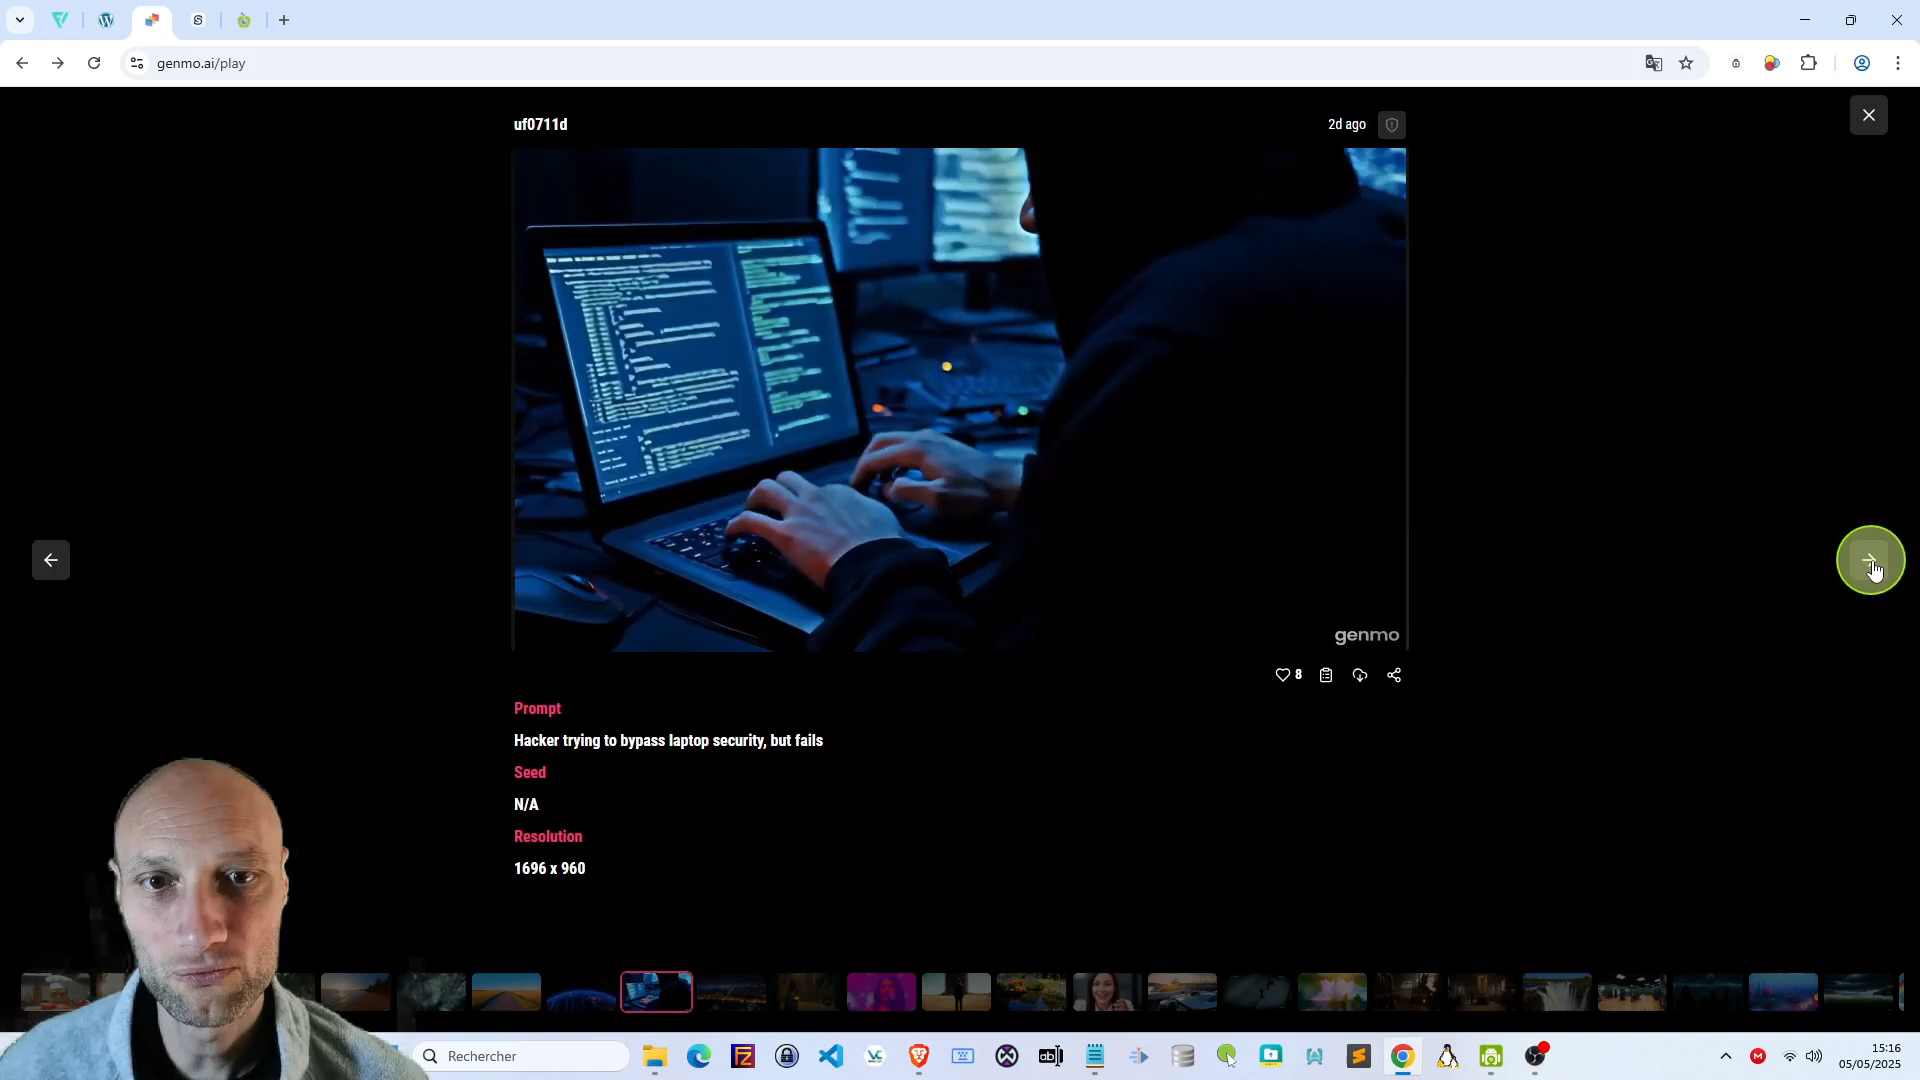 genmo.ai/play
uf0711d
2d ago
genmo
8
Prompt
Hacker trying to bypass laptop security, but fails
Seed
N/A
Resolution
1696 x 960
Rechercher
15:16
05/05/2025